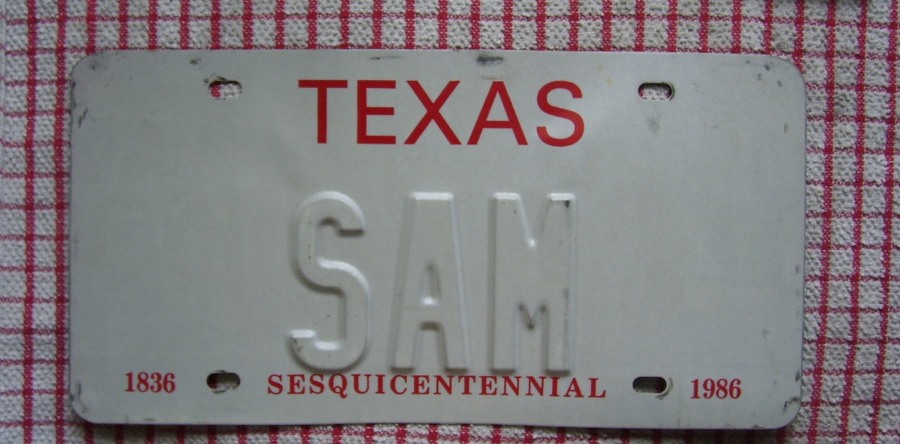 TEXAS
SAM
1836 SESQUICENTENNIAL 1986